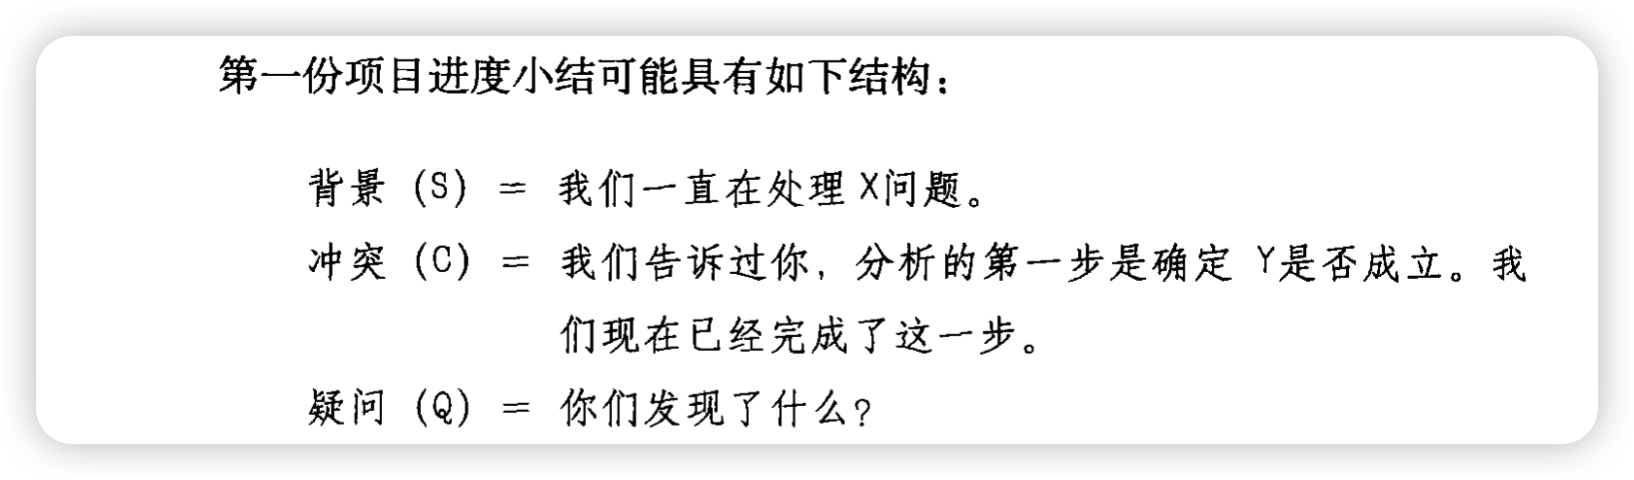 第一份项目进度小结可能具有如下结构：
背景（S）＝ 我们一直在处理 X问题。
冲突（C）＝ 我们告诉过你，分析的第一步是确定 Y是否成立。我
们现在已经完成了这一步。
疑问（Q）＝ 你们发现了什么？